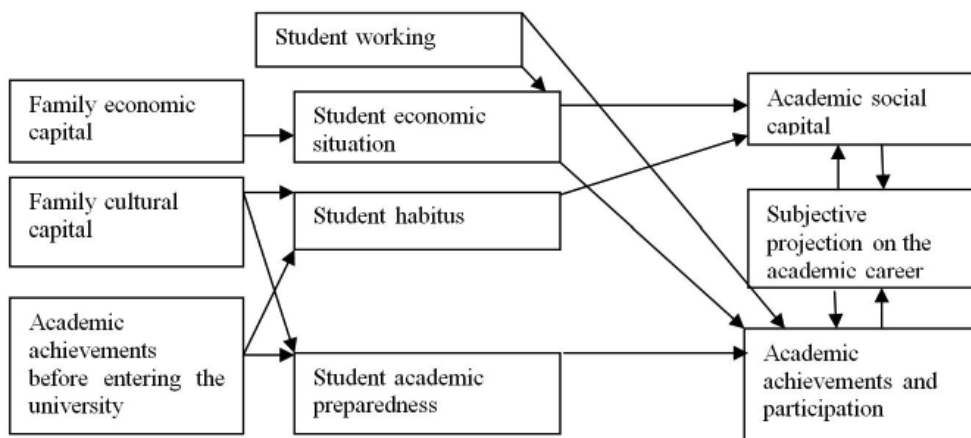 Student working
Family economic
capital
Student economic
situation
Academic social
capital
Family cultural
capital
Student habitus
Subjective
projection on the
academic career
Academic
achievements
before entering the
university
Student academic
preparedness
Academic
achievements and
participation